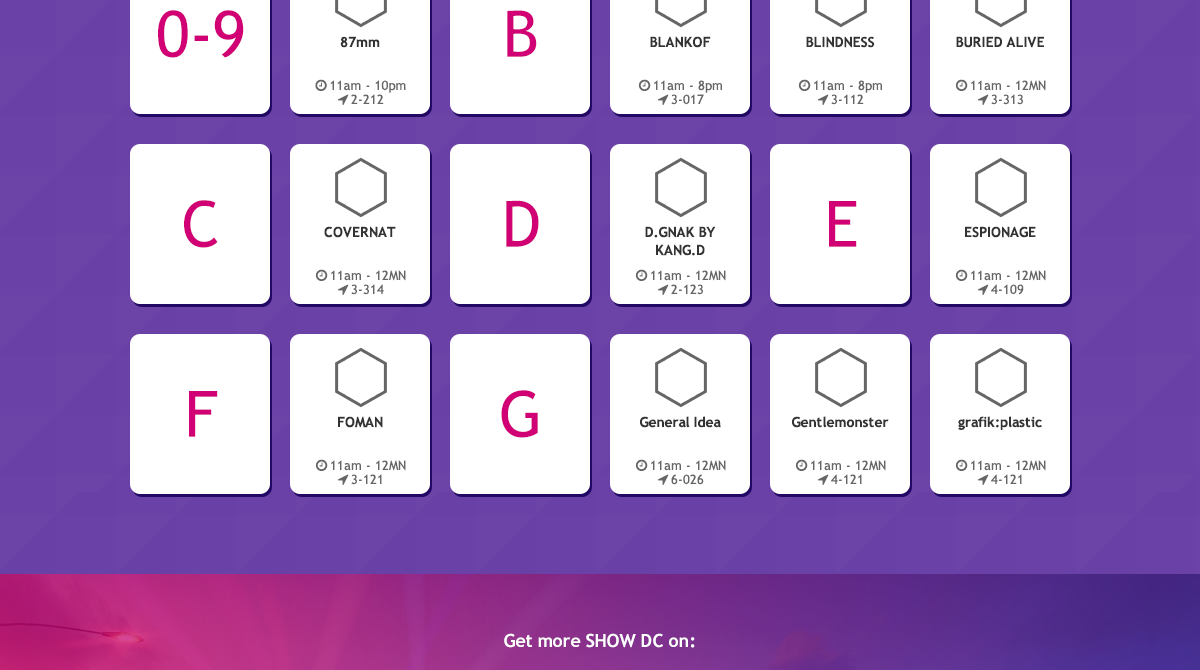 0-9
87mm
11am - 10pm
2-212
B
BLANKOF
11am - 8pm
3-017
BLINDNESS
11am - 8pm
3-112
BURIED ALIVE
11am - 12MN
3-313
C
COVERNAT
11am - 12MN
3-314
D
D.GNAK BY
KANG.D
11am - 12MN
2-123
E
ESPIONAGE
11am - 12MN
4-109
F
FOMAN
11am - 12MN
3-121
G
General Idea
11am - 12MN
6-026
Gentlemonster
11am - 12MN
4-121
grafik:plastic
11am - 12MN
4-121
Get more SHOW DC on: